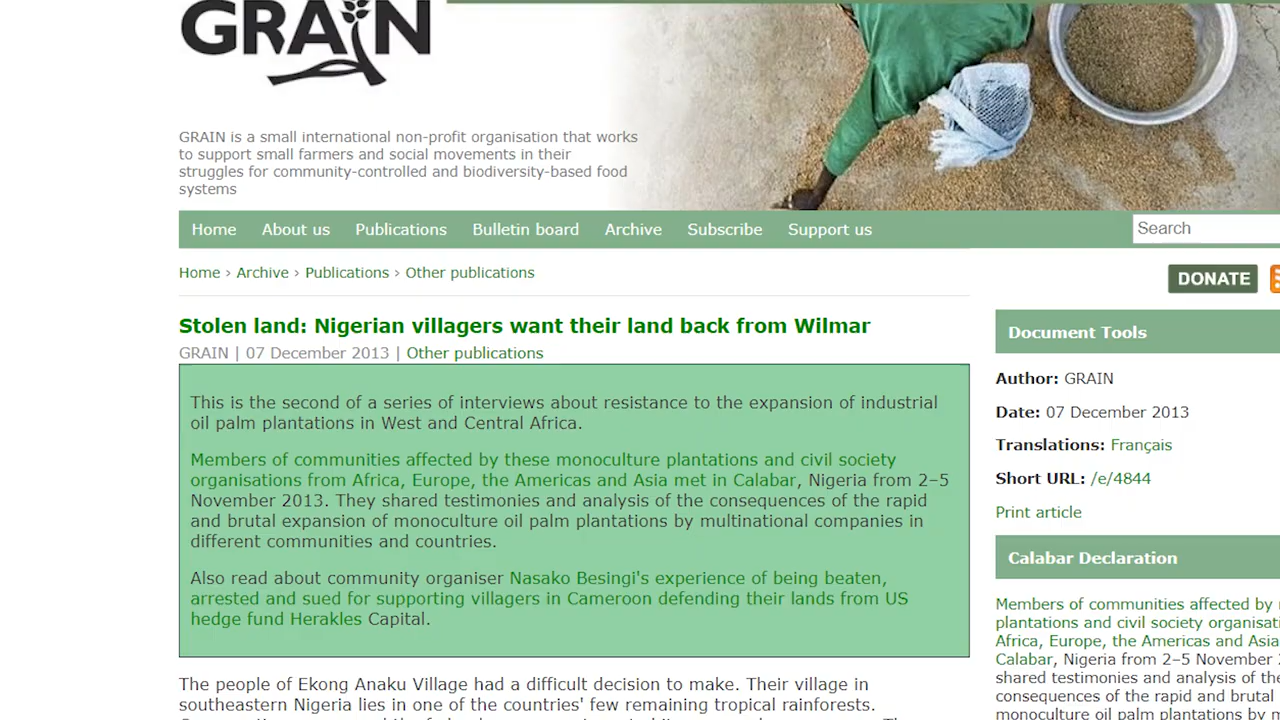 GRAIN
GRAIN is a small international non-profit organisation that works
to support small farmers and social movements in their
struggles for community-controlled and biodiversity-based food
systems
Home About us Publications Bulletin board Archive Subscribe Support us Search
Home › Archive › Publications › Other publications
DONATE
Stolen land: Nigerian villagers want their land back from Wilmar
GRAIN | 07 December 2013 | Other publications
This is the second of a series of interviews about resistance to the expansion of industrial
oil palm plantations in West and Central Africa.
Members of communities affected by these monoculture plantations and civil society
organisations from Africa, Europe, the Americas and Asia met in Calabar, Nigeria from 2–5
November 2013. They shared testimonies and analysis of the consequences of the rapid
and brutal expansion of monoculture oil palm plantations by multinational companies in
different communities and countries.
Also read about community organiser Nasako Besingi's experience of being beaten,
arrested and sued for supporting villagers in Cameroon defending their lands from US
hedge fund Herakles Capital.
The people of Ekong Anaku Village had a difficult decision to make. Their village in
southeastern Nigeria lies in one of the countries' few remaining tropical rainforests.
Document Tools
Author: GRAIN
Date: 07 December 2013
Translations: Français
Short URL: /e/4844
Print article
Calabar Declaration
Members of communities affected by
plantations and civil society organisati
Africa, Europe, the Americas and Asia
Calabar, Nigeria from 2–5 November
shared testimonies and analysis of the
consequences of the rapid and brutal
monoculture oil palm plantations by